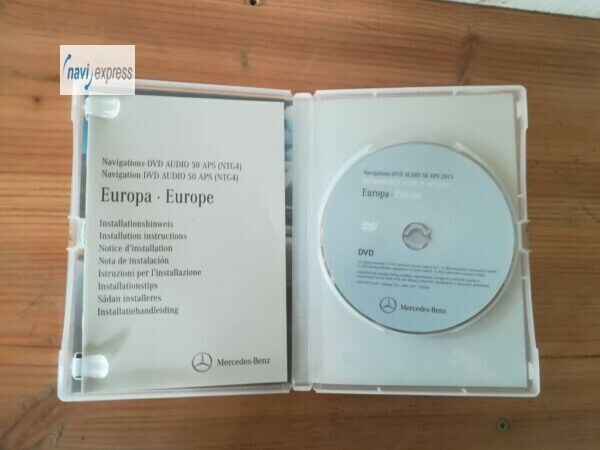 navi express
Navigations-DVD AUDIO 50 APS (NTG4)
Navigation DVD AUDIO 50 APS (NTG4)
Europa · Europe
Installationshinweis
Installation instructions
Notice d'installation
Nota de instalación
Istruzioni per l'installazione
Installationstips
Sådan installeres
Installatiehandleiding
Mercedes-Benz
Navigations-DVD AUDIO 50 APS 2013
Europa · Europe
DVD
DVD
Mercedes-Benz